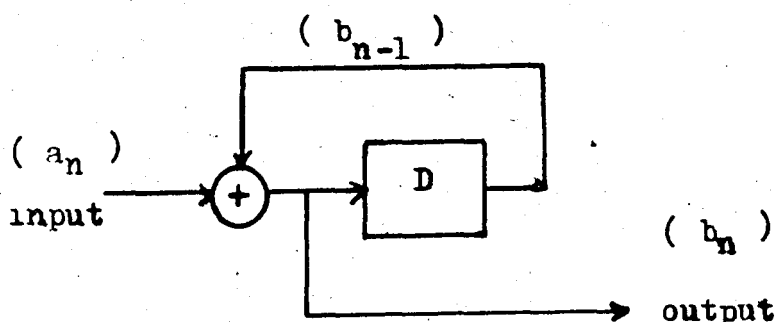 ( b_{n-1} )
( a_n )
+
D
input
( b_n )
output